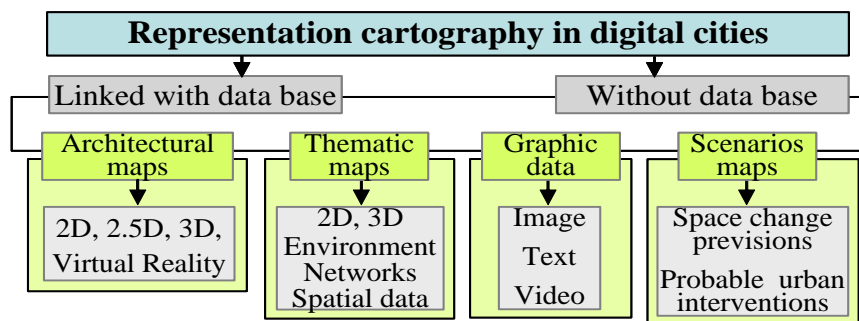 Representation cartography in digital cities
Linked with data base
Without data base
Architectural
maps
2D, 2.5D, 3D,
Virtual Reality
Thematic
maps
2D, 3D
Environment
Networks
Spatial data
Graphic
data
Image
Text
Video
Scenarios
maps
Space change
previsions
Probable urban
interventions